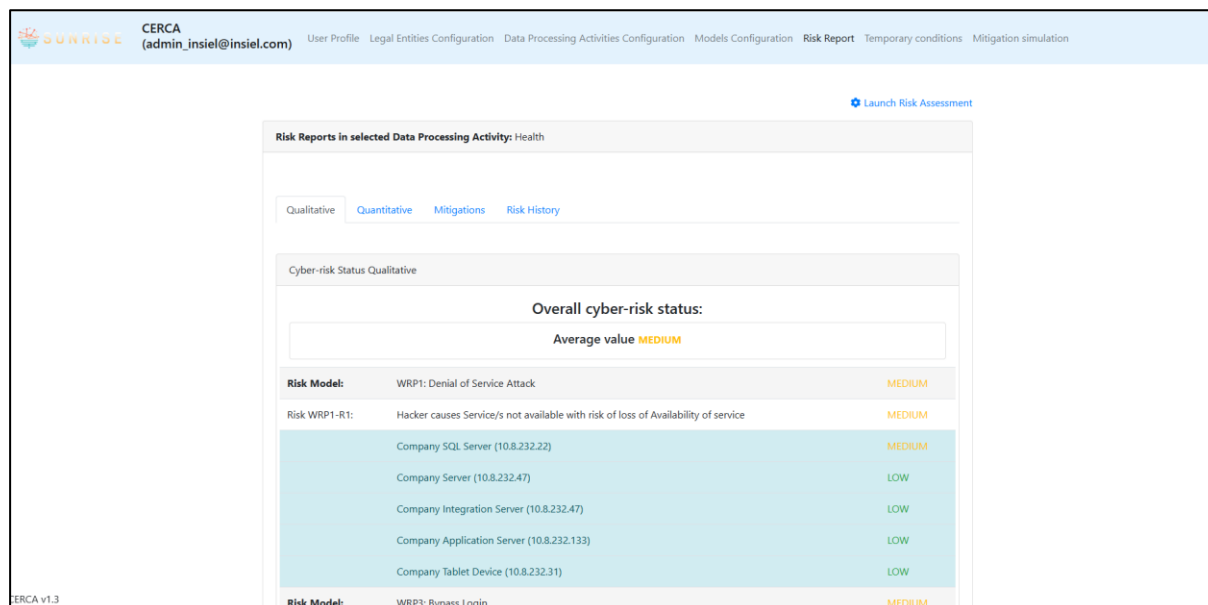 SUNRISE
CERCA
(admin_insiel@insiel.com)
User Profile Legal Entities Configuration Data Processing Activities Configuration Models Configuration Risk Report Temporary conditions Mitigation simulation
Launch Risk Assessment
Risk Reports in selected Data Processing Activity: Health
Qualitative Quantitative Mitigations Risk History
Cyber-risk Status Qualitative
Overall cyber-risk status:
Average value MEDIUM
Risk Model: WRP1: Denial of Service Attack MEDIUM
Risk WRP1-R1: Hacker causes Service/s not available with risk of loss of Availability of service MEDIUM
Company SQL Server (10.8.232.22) MEDIUM
Company Server (10.8.232.47) LOW
Company Integration Server (10.8.232.47) LOW
Company Application Server (10.8.232.133) LOW
Company Tablet Device (10.8.232.31) LOW
Risk Model: WRP3: Bypass Login MEDIUM
CERCA v1.3